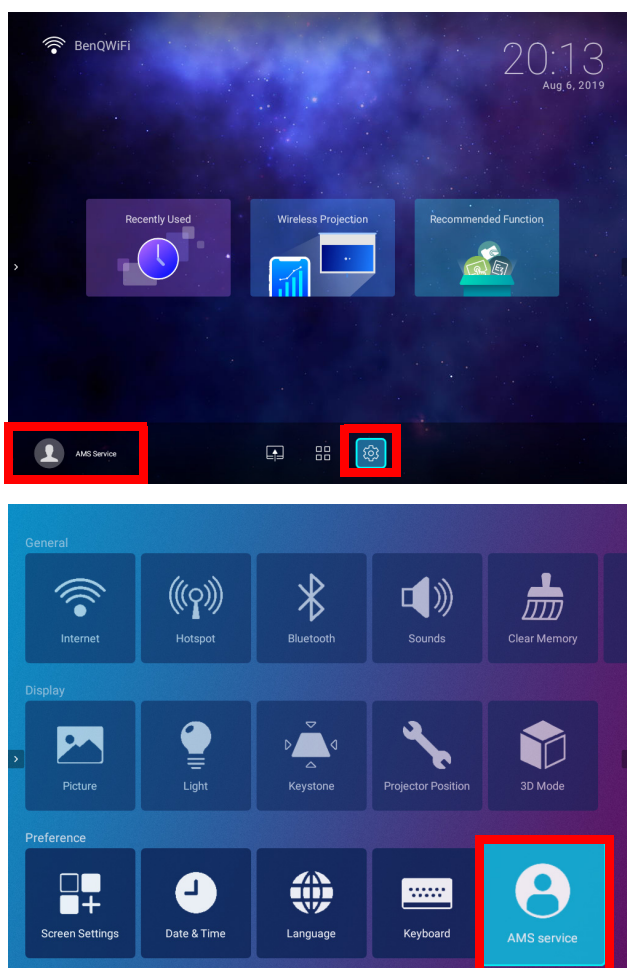 BenQWiFi
20:13
Aug 6, 2019
Recently Used
Wireless Projection
Recommended Function
AMS Service
General
Internet
Hotspot
Bluetooth
Sounds
Clear Memory
Display
Picture
Light
Keystone
Projector Position
3D Mode
Preference
Screen Settings
Date & Time
Language
Keyboard
AMS service